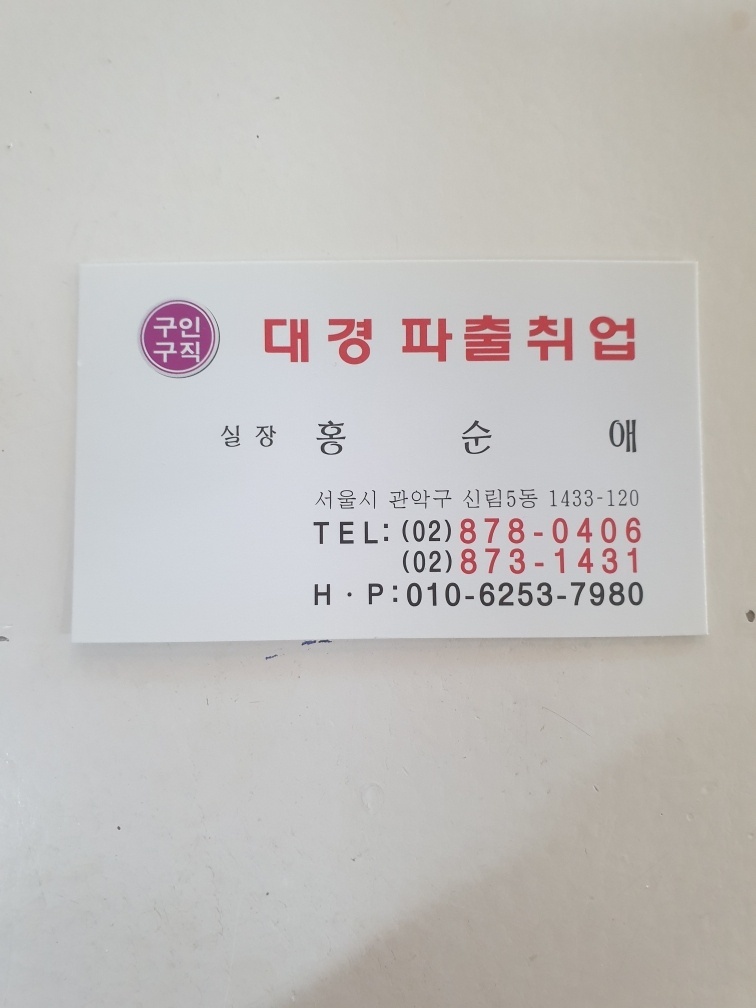 구인
구직
대경 파출취업
실장 홍 순 애
서울시 관악구 신림5동 1433-120
TEL: (02) 878-0406
(02) 873-1431
H·P:010-6253-7980